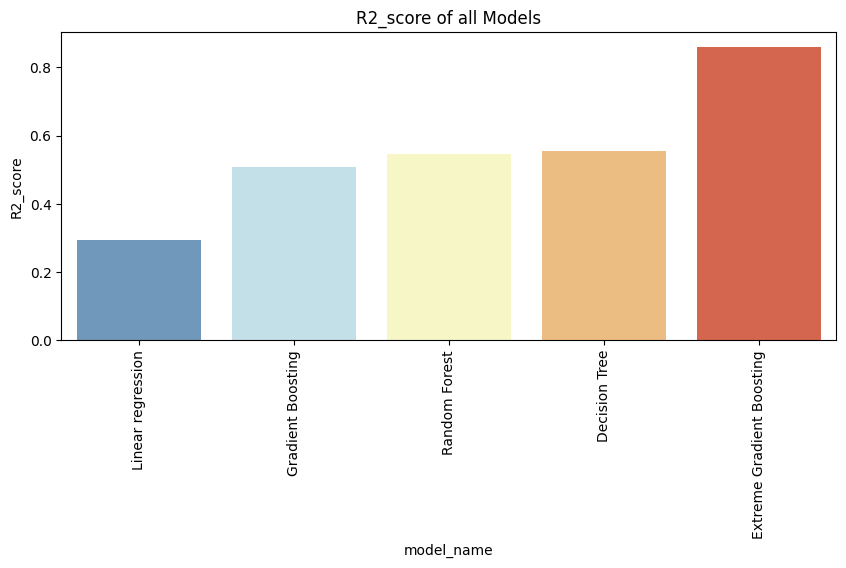 R2_score of all Models
R2_score
0.8
0.6
0.4
0.2
0.0
Linear regression
Gradient Boosting
Random Forest
Decision Tree
Extreme Gradient Boosting
model_name